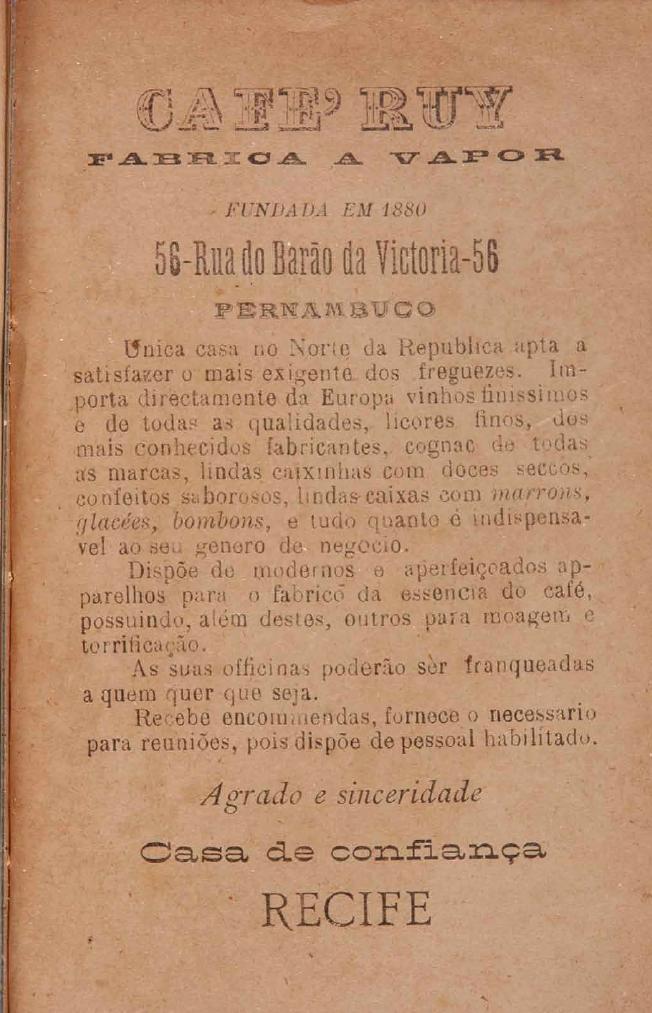 CAFE' RUY
FABRICA A VAPOR
FUNDADA EM 1880
56-Rua do Barão da Victoria-56
PERNAMBUCO
Unica casa no Norte da Republica apta a
satisfazer o mais exigente dos freguezes. Im-
porta directamente da Europa vinhos finissimos
e de todas as qualidades, licores finos, dos
mais conhecidos fabricantes, cognac de todas
as marcas, lindas caixinhas com doces seccos,
confeitos saborosos, lindas caixas com marrons,
glacées, bombons, e tudo quanto é indispensa-
vel ao seu genero de negocio.
Dispõe de modernos e aperfeiçoados ap-
parelhos para o fabrico da essencia do café,
possuindo, além destes, outros para moagem e
torrificação.
As suas officinas poderão ser franqueadas
a quem quer que seja.
Recebe encommendas, fornece o necessario
para reuniões, pois dispõe de pessoal habilitado.
Agrado e sinceridade
Casa de confiança
RECIFE